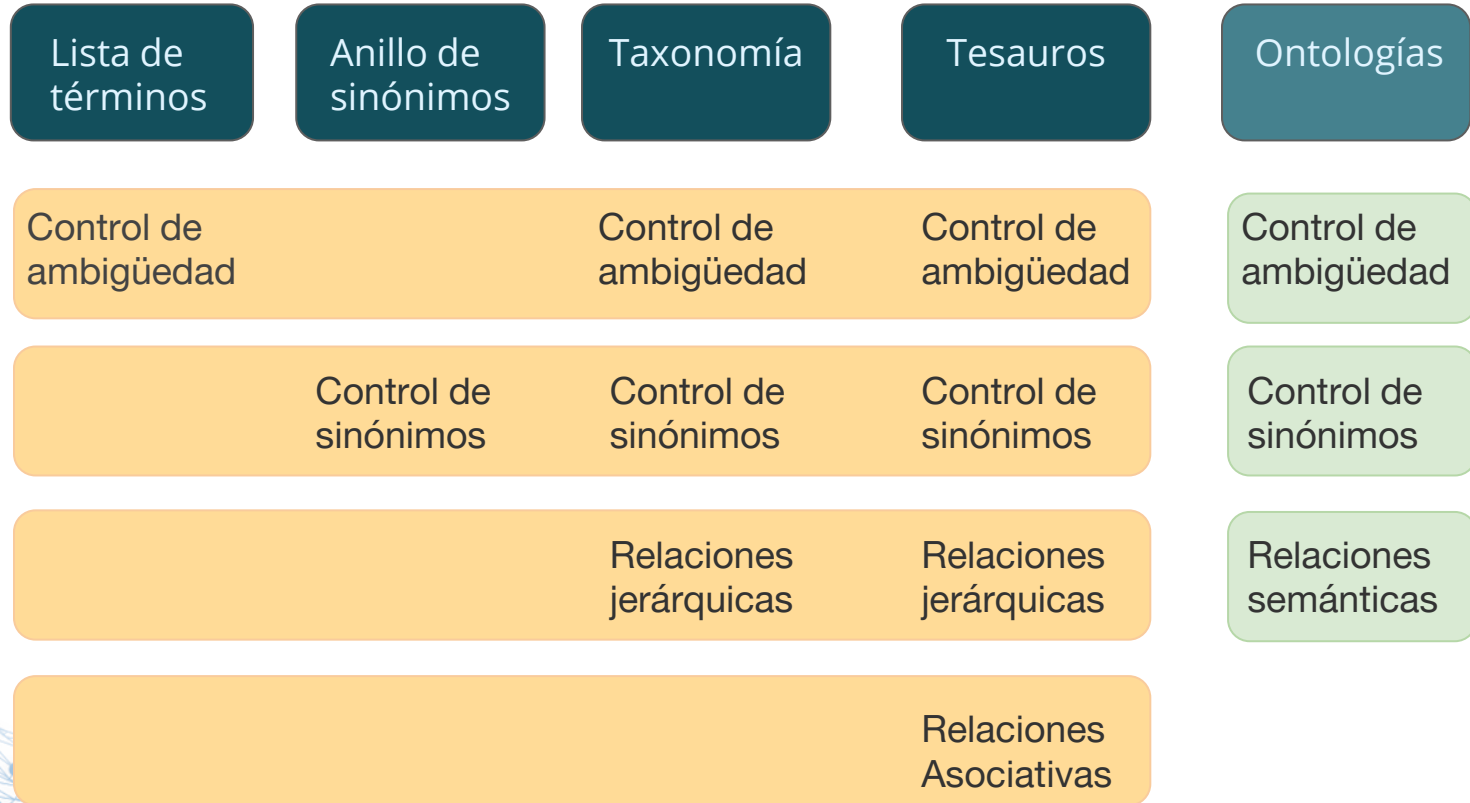 Lista de
términos
Anillo de
sinónimos
Taxonomía
Tesauros
Ontologías
Control de
ambigüedad
Control de
ambigüedad
Control de
ambigüedad
Control de
ambigüedad
Control de
sinónimos
Control de
sinónimos
Control de
sinónimos
Control de
sinónimos
Relaciones
jerárquicas
Relaciones
jerárquicas
Relaciones
semánticas
Relaciones
Asociativas